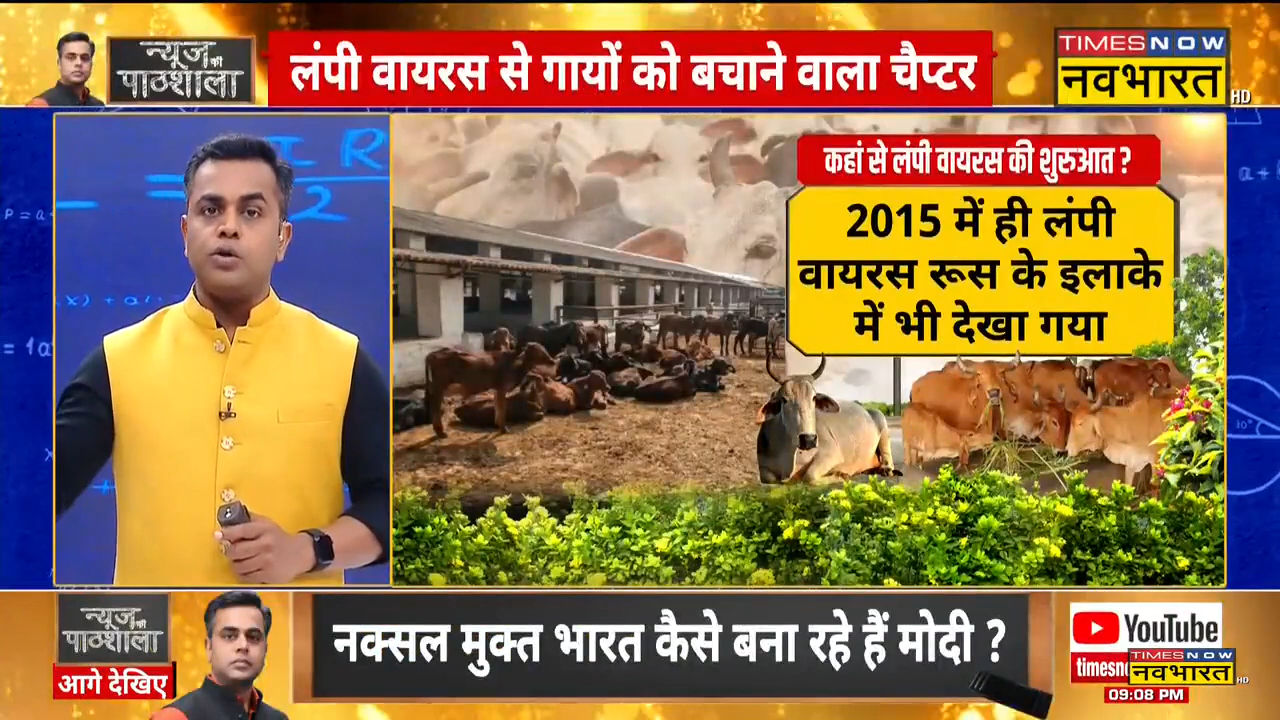 न्यूज की
पाठशाला
लंपी वायरस से गायों को बचाने वाला चैप्टर
TIMES NOW
नवभारत
HD
कहां से लंपी वायरस की शुरुआत ?
2015 में ही लंपी
वायरस रूस के इलाके
में भी देखा गया
न्यूज की
पाठशाला
आगे देखिए
नक्सल मुक्त भारत कैसे बना रहे हैं मोदी ?
YouTube
TIMES NOW
नवभारत
HD
09:08 PM